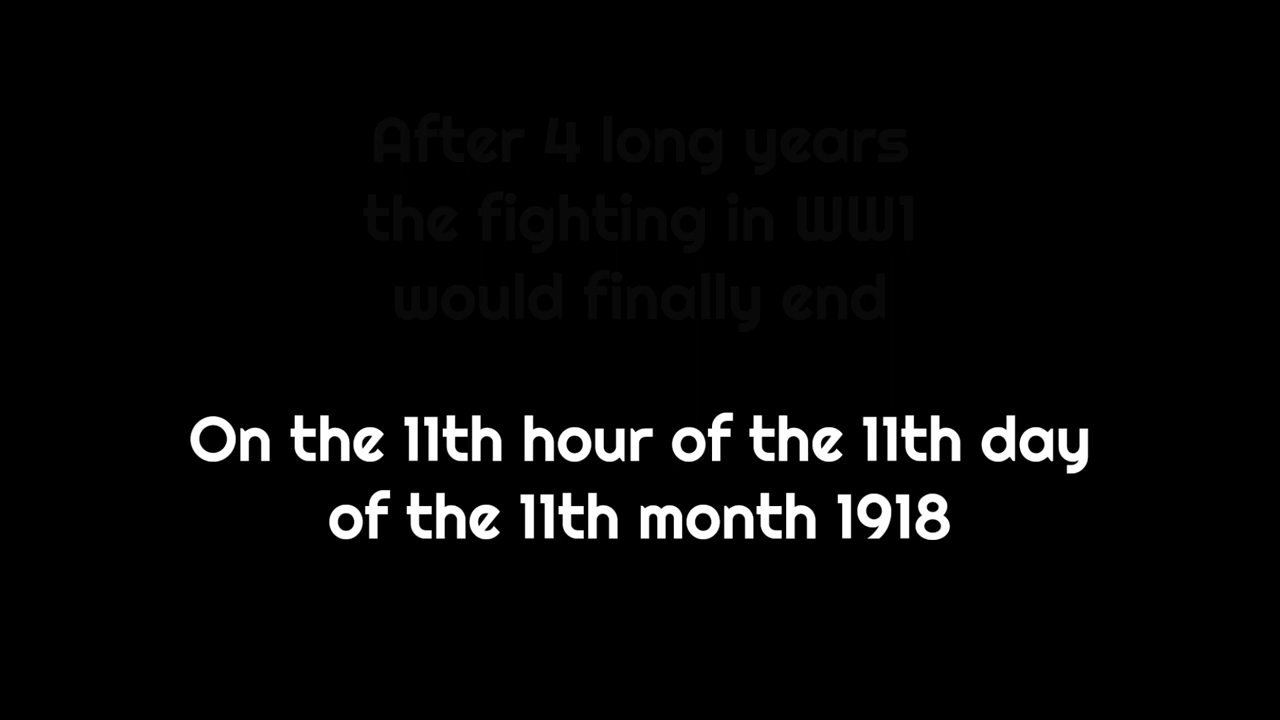 After 4 long years
the fighting in WW1
would finally end
On the 11th hour of the 11th day
of the 11th month 1918